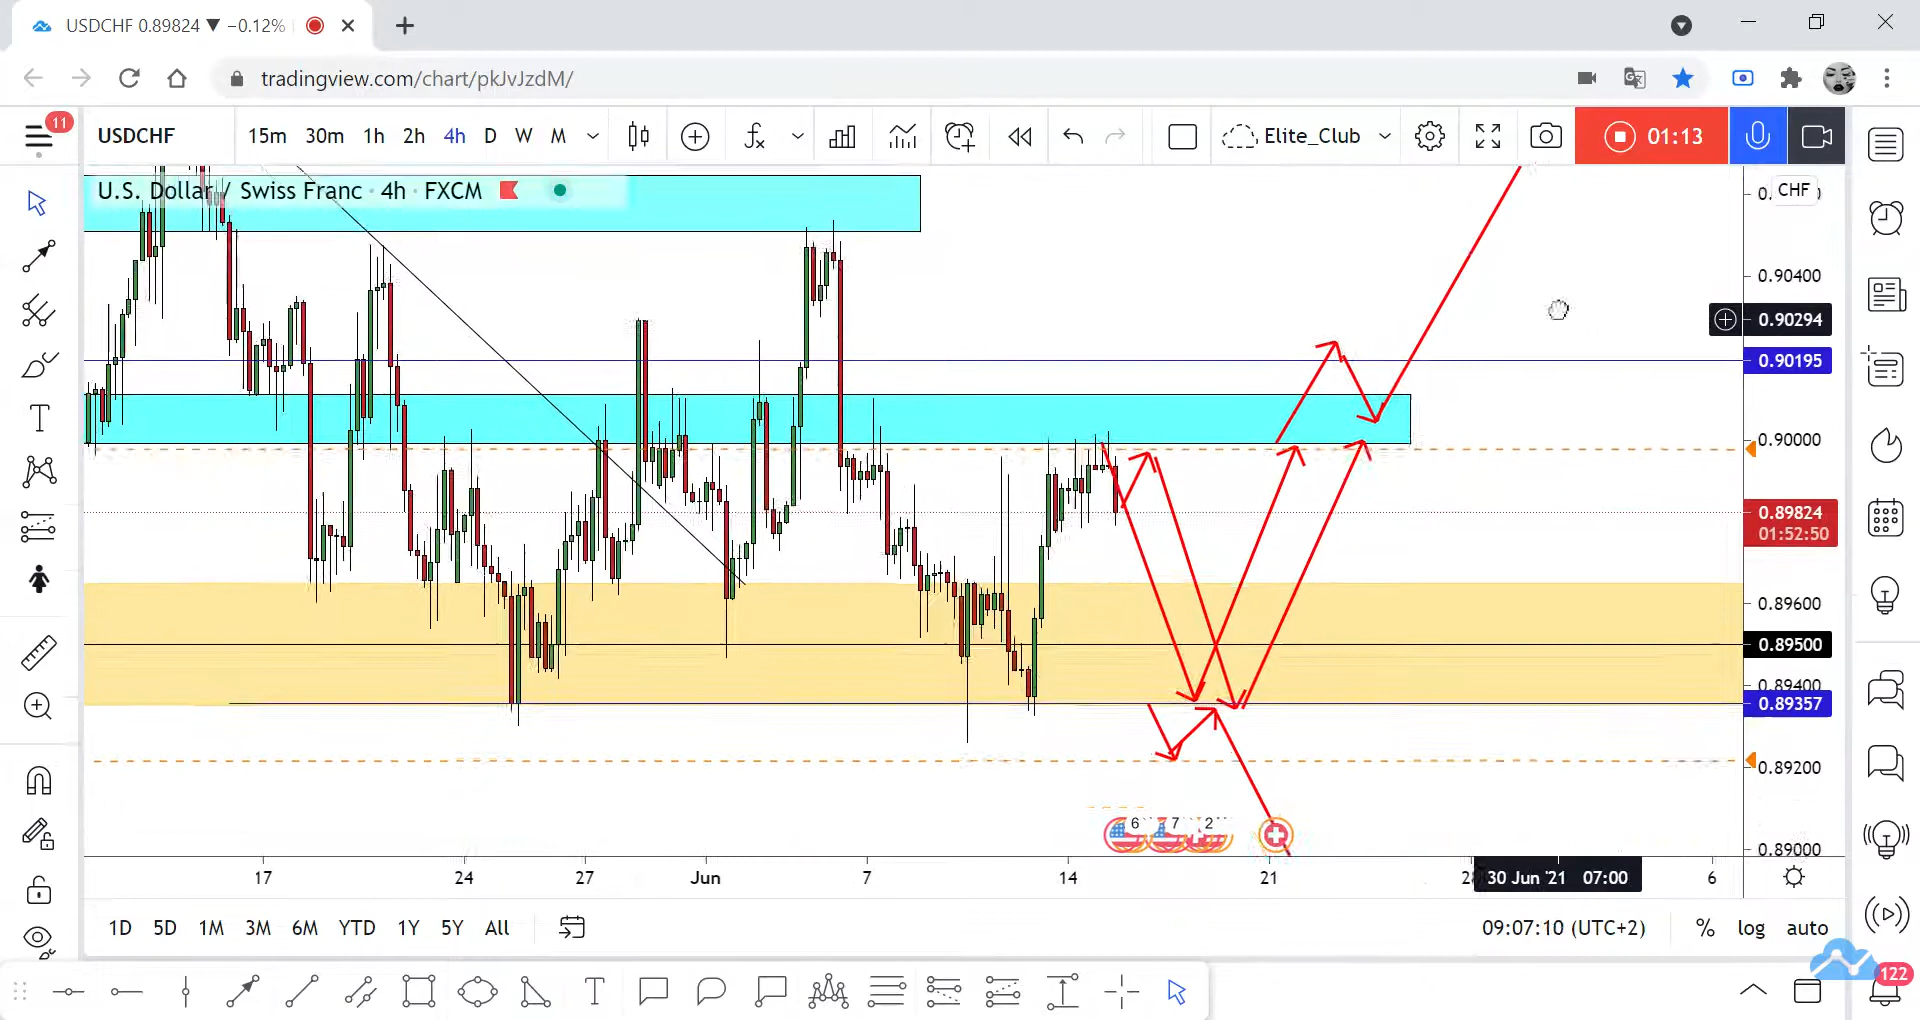 USDCHF 0.89824 ▼ −0.12%
tradingview.com/chart/pkJvJzdM/
11
USDCHF 15m 30m 1h 2h 4h D W M Elite_Club 01:13
U.S. Dollar / Swiss Franc · 4h · FXCM
CHF
0.90400
0.90294
0.90195
0.90000
0.89824
01:52:50
0.89600
0.89500
0.89400
0.89357
0.89200
0.89000
6 7 2
17 24 27 Jun 7 14 21 30 Jun '21 07:00 6
1D 5D 1M 3M 6M YTD 1Y 5Y All 09:07:10 (UTC+2) % log auto
T
122